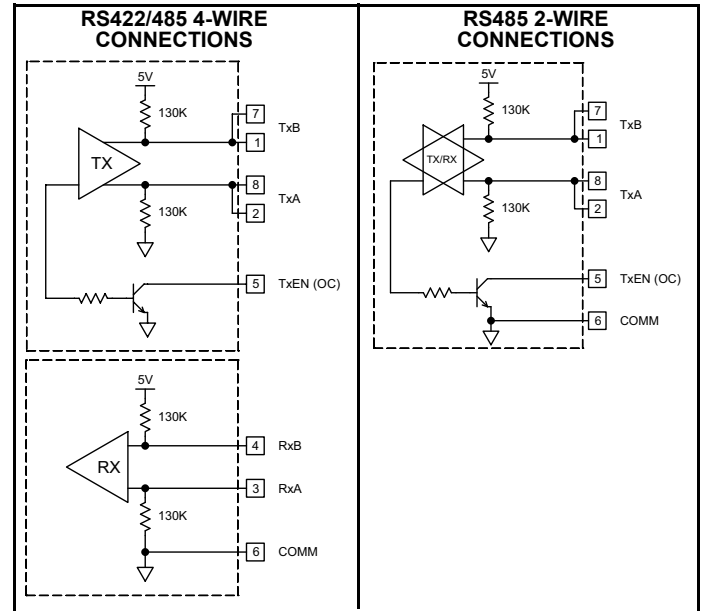 RS422/485 4-WIRE
CONNECTIONS
5V
130K
7
TxB
1
TX
8
TxA
130K
2
5
TxEN (OC)
5V
130K
4
RxB
RX
3
RxA
130K
6
COMM
RS485 2-WIRE
CONNECTIONS
5V
130K
7
TxB
1
TX/RX
8
TxA
130K
2
5
TxEN (OC)
6
COMM